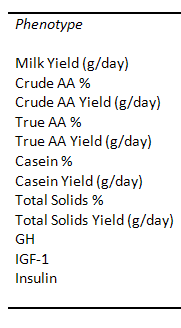 Phenotype
Milk Yield (g/day)
Crude AA %
Crude AA Yield (g/day)
True AA %
True AA Yield (g/day)
Casein %
Casein Yield (g/day)
Total Solids %
Total Solids Yield (g/day)
GH
IGF-1
Insulin